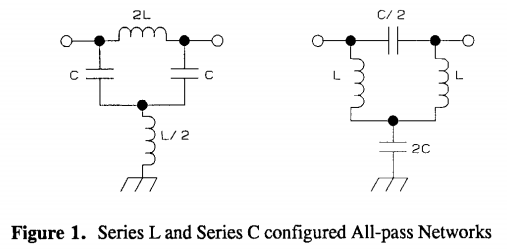 2L
C/2
C
C
L
L
L/2
2C
Figure 1. Series L and Series C configured All-pass Networks